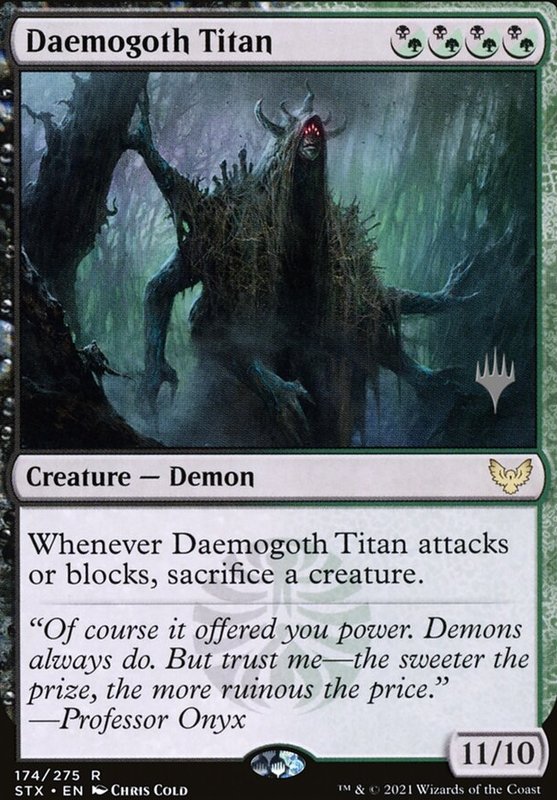 Daemogoth Titan
Creature — Demon
Whenever Daemogoth Titan attacks
or blocks, sacrifice a creature.
“Of course it offered you power. Demons
always do. But trust me—the sweeter the
prize, the more ruinous the price.”
—Professor Onyx
11/10
174/275 R
STX • EN Chris Cold
™ & © 2021 Wizards of the Coast